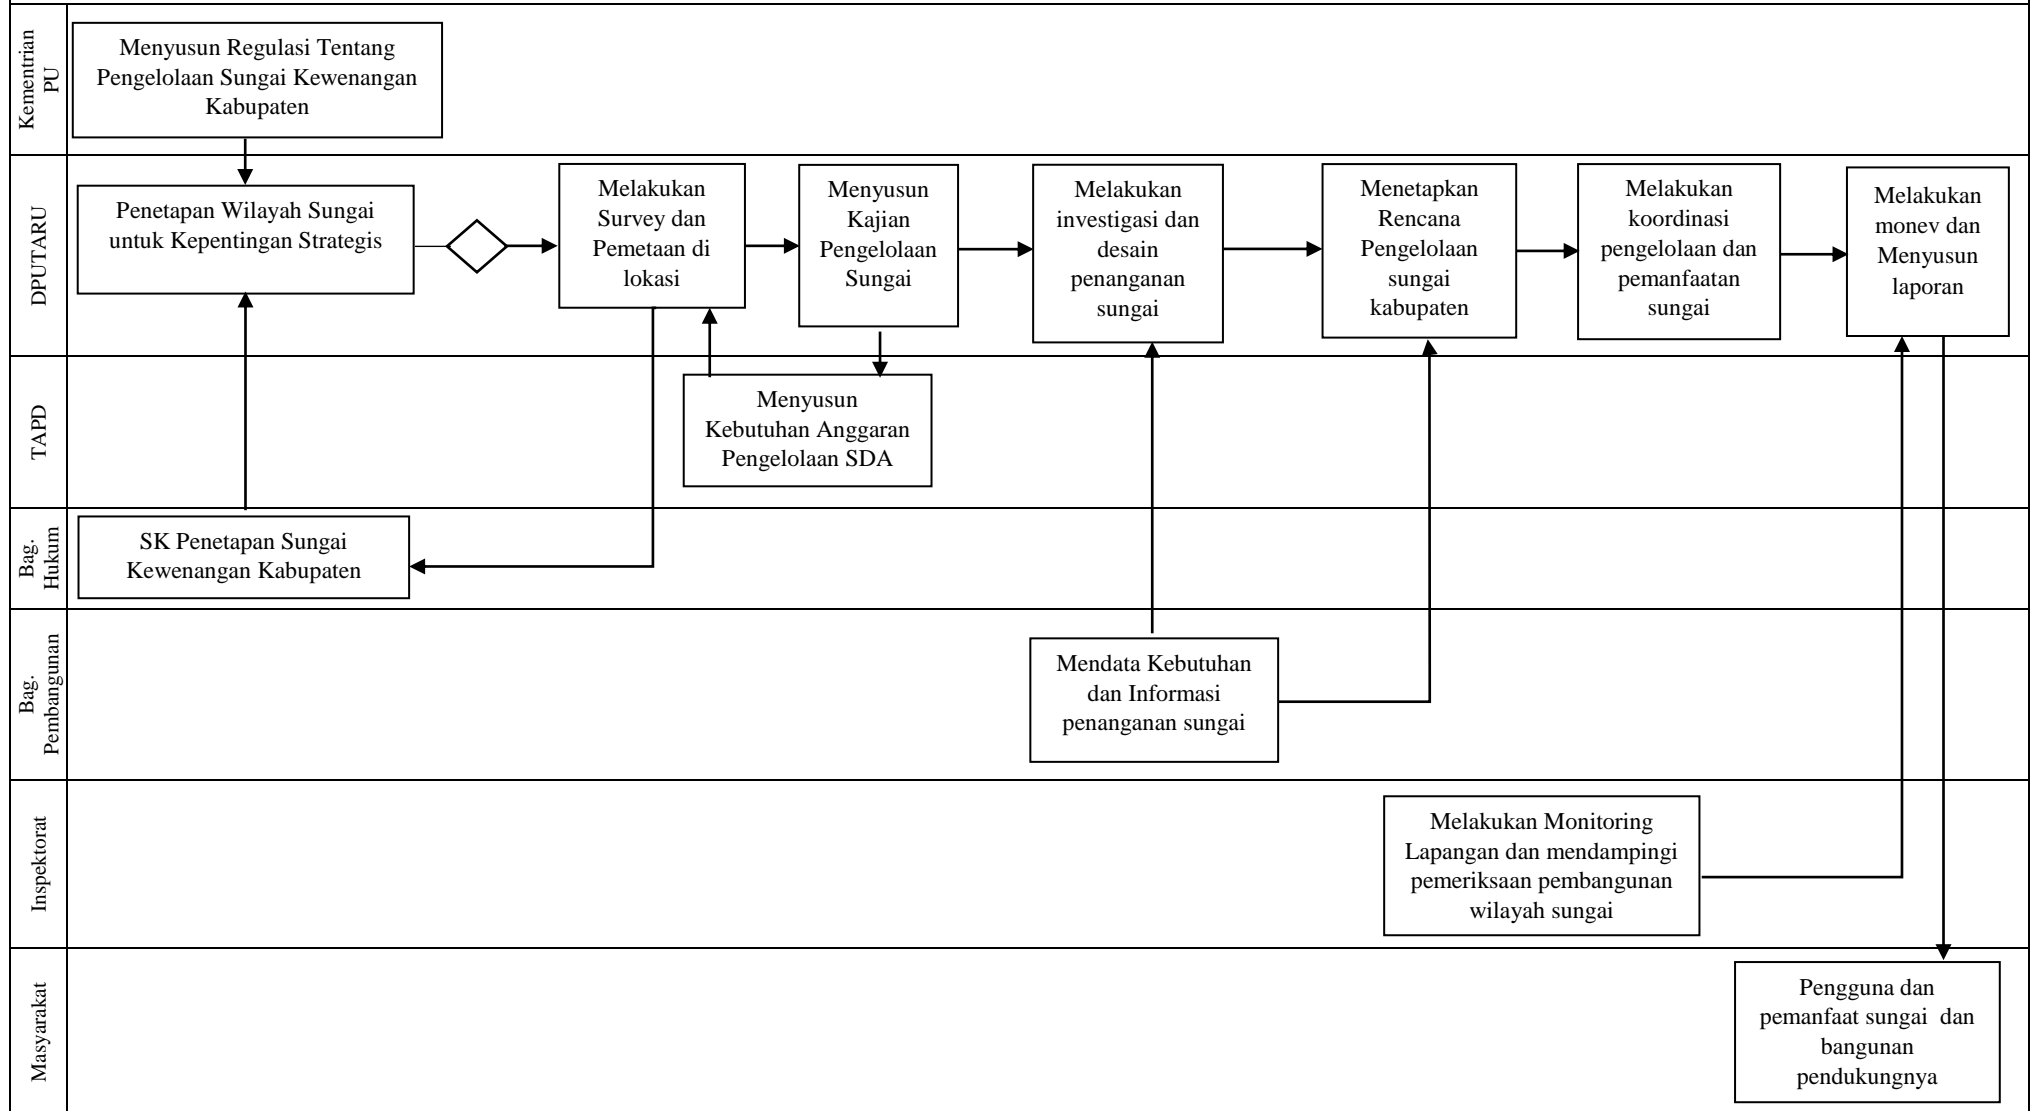 Kementrian
PU
Menyusun Regulasi Tentang
Pengelolaan Sungai Kewenangan
Kabupaten
DPUTARU
Penetapan Wilayah Sungai
untuk Kepentingan Strategis
Melakukan
Survey dan
Pemetaan di
lokasi
Menyusun
Kajian
Pengelolaan
Sungai
Melakukan
investigasi dan
desain
penanganan
sungai
Menetapkan
Rencana
Pengelolaan
sungai
kabupaten
Melakukan
koordinasi
pengelolaan dan
pemanfaatan
sungai
Melakukan
monev dan
Menyusun
laporan
TAPD
Menyusun
Kebutuhan Anggaran
Pengelolaan SDA
Bag.
Hukum
SK Penetapan Sungai
Kewenangan Kabupaten
Bag.
Pembangunan
Mendata Kebutuhan
dan Informasi
penanganan sungai
Inspektorat
Melakukan Monitoring
Lapangan dan mendampingi
pemeriksaan pembangunan
wilayah sungai
Masyarakat
Pengguna dan
pemanfaat sungai dan
bangunan
pendukungnya